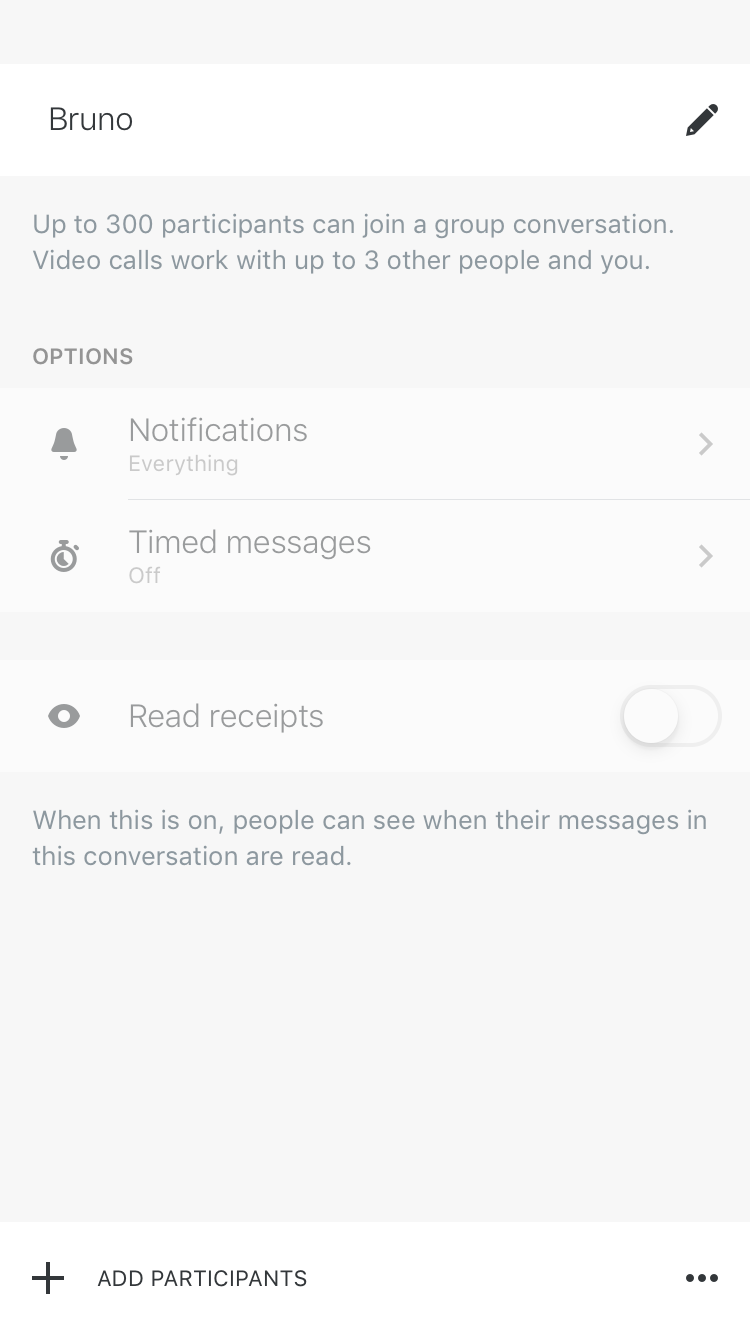 Bruno
Up to 300 participants can join a group conversation.
Video calls work with up to 3 other people and you.
OPTIONS
Notifications
Everything
Timed messages
Off
Read receipts
When this is on, people can see when their messages in
this conversation are read.
ADD PARTICIPANTS